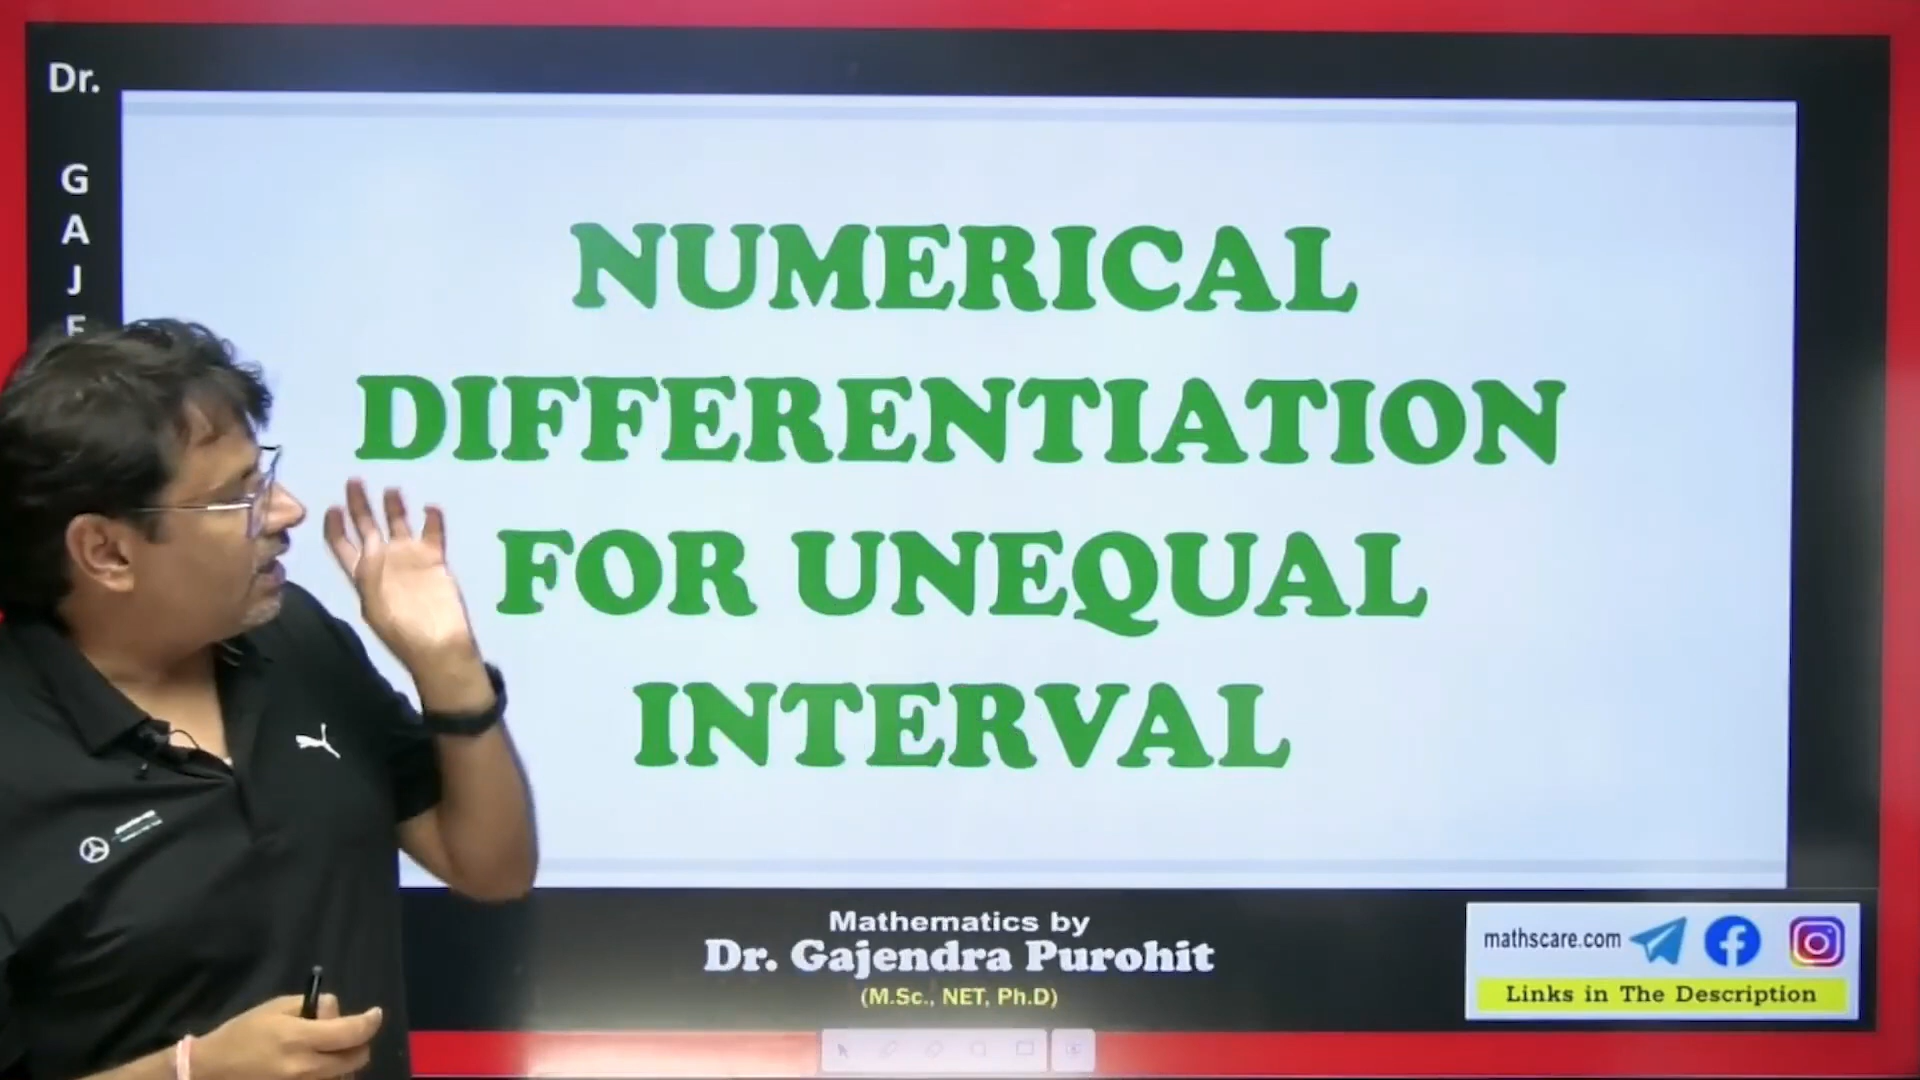 Dr.
G
A
J
E
NUMERICAL
DIFFERENTIATION
FOR UNEQUAL
INTERVAL
Mathematics by
Dr. Gajendra Purohit
(M.Sc., NET, Ph.D)
mathscare.com
Links in The Description